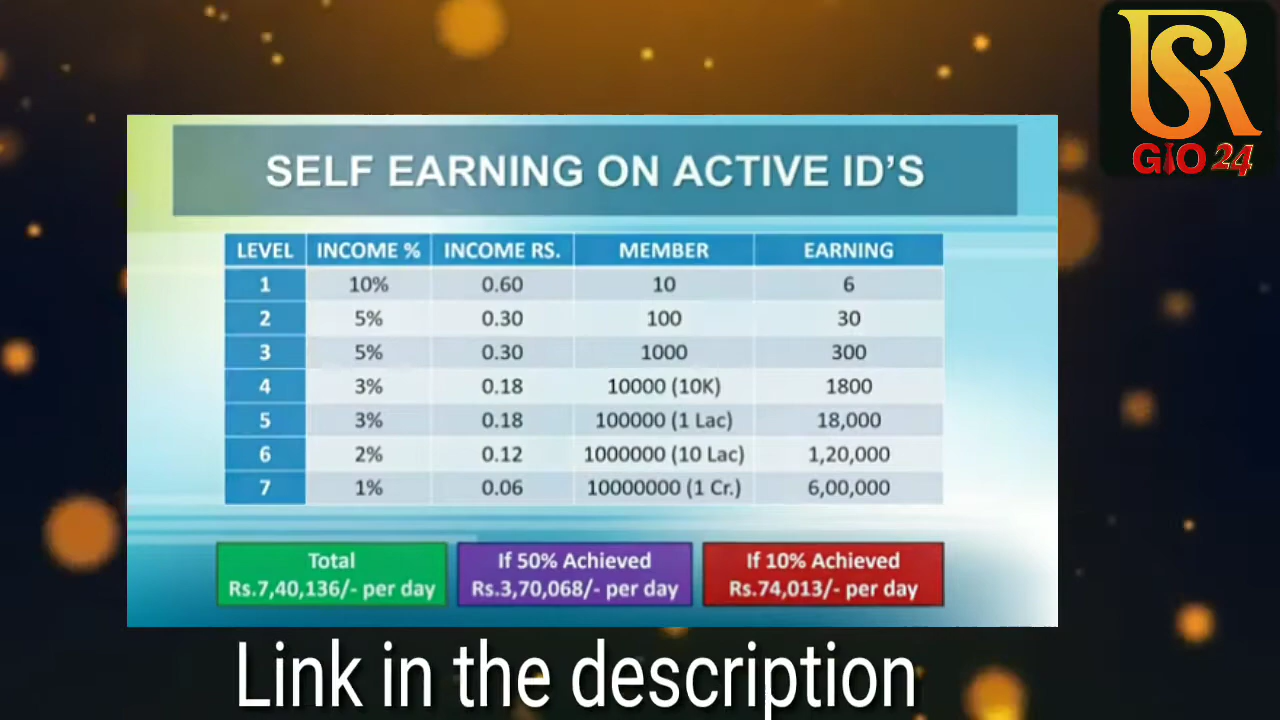 SR
GIO 24
SELF EARNING ON ACTIVE ID'S
LEVEL INCOME % INCOME RS. MEMBER EARNING
1 10% 0.60 10 6
2 5% 0.30 100 30
3 5% 0.30 1000 300
4 3% 0.18 10000 (10K) 1800
5 3% 0.18 100000 (1 Lac) 18,000
6 2% 0.12 1000000 (10 Lac) 1,20,000
7 1% 0.06 10000000 (1 Cr.) 6,00,000
Total If 50% Achieved If 10% Achieved
Rs.7,40,136/- per day Rs.3,70,068/- per day Rs.74,013/- per day
Link in the description